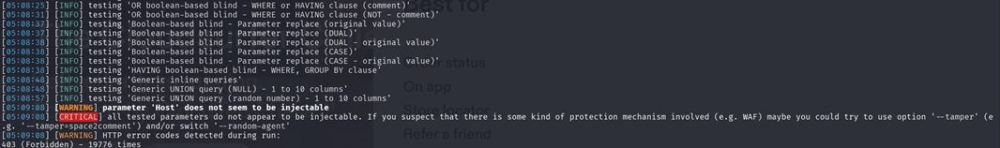 [05:08:25] [INFO] testing 'OR boolean-based blind - WHERE or HAVING clause (comment)'
[05:08:31] [INFO] testing 'OR boolean-based blind - WHERE or HAVING clause (NOT - comment)'
[05:08:37] [INFO] testing 'Boolean-based blind - Parameter replace (original value)'
[05:08:37] [INFO] testing 'Boolean-based blind - Parameter replace (DUAL)'
[05:08:38] [INFO] testing 'Boolean-based blind - Parameter replace (DUAL - original value)'
[05:08:38] [INFO] testing 'Boolean-based blind - Parameter replace (CASE)'
[05:08:38] [INFO] testing 'Boolean-based blind - Parameter replace (CASE - original value)'
[05:08:38] [INFO] testing 'HAVING boolean-based blind - WHERE, GROUP BY clause'
[05:08:48] [INFO] testing 'Generic inline queries'
[05:08:48] [INFO] testing 'Generic UNION query (NULL) - 1 to 10 columns'
[05:08:57] [INFO] testing 'Generic UNION query (random number) - 1 to 10 columns'
[05:09:08] [WARNING] parameter 'Host' does not seem to be injectable
[05:09:08] [CRITICAL] all tested parameters do not appear to be injectable. If you suspect that there is some kind of protection mechanism involved (e.g. WAF) maybe you could try to use option '--tamper' (e
.g. '--tamper=space2comment') and/or switch '--random-agent'
[05:09:08] [WARNING] HTTP error codes detected during run:
403 (Forbidden) - 19776 times
Best for
Order status
On app
Store locator
Refer a friend